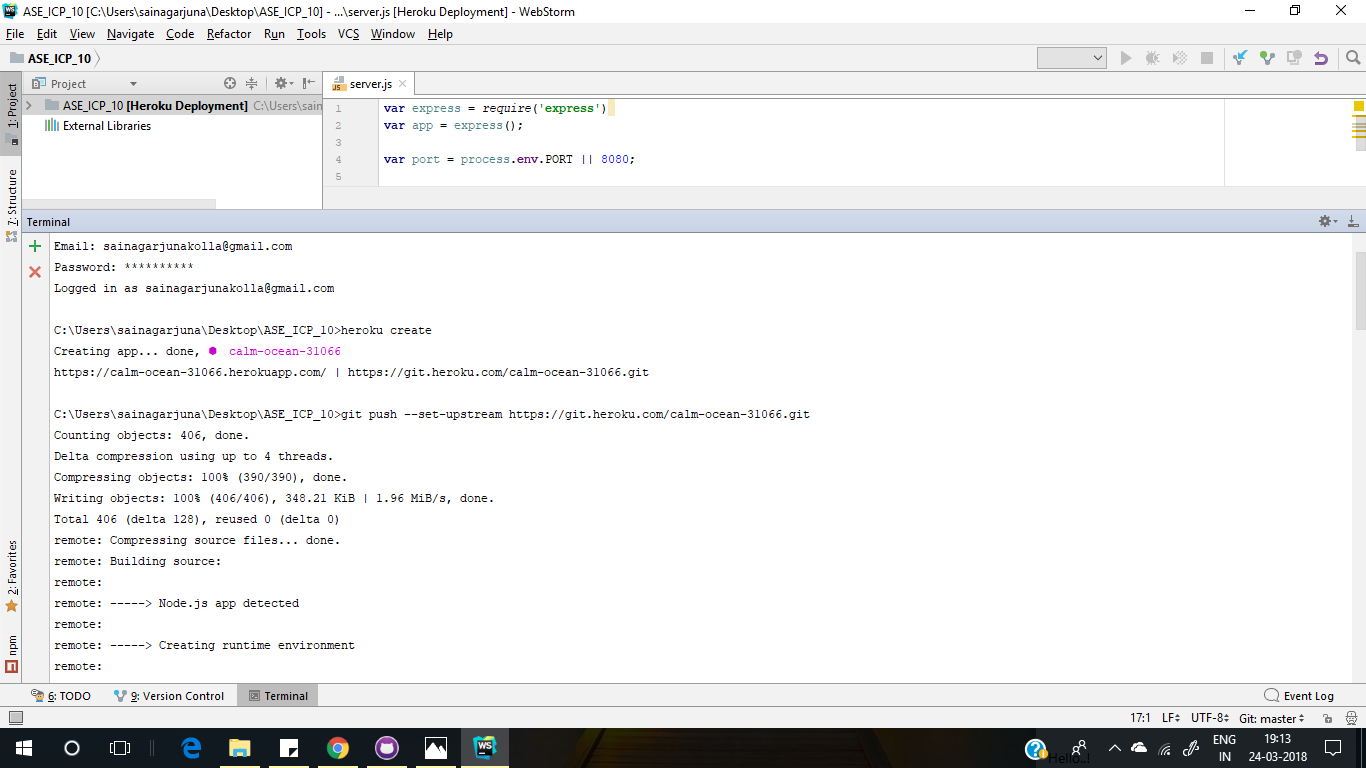 ASE_ICP_10 [C:\Users\sainagarjuna\Desktop\ASE_ICP_10] - ...\server.js [Heroku Deployment] - WebStorm
File Edit View Navigate Code Refactor Run Tools VCS Window Help
ASE_ICP_10
Project
server.js
1: Project
ASE_ICP_10 [Heroku Deployment] C:\Users\sain
External Libraries
1 var express = require('express')
2 var app = express();
3
4 var port = process.env.PORT || 8080;
5
7: Structure
Terminal
Email: sainagarjunakolla@gmail.com
Password: **********
Logged in as sainagarjunakolla@gmail.com
C:\Users\sainagarjuna\Desktop\ASE_ICP_10>heroku create
Creating app... done, ⬢ calm-ocean-31066
https://calm-ocean-31066.herokuapp.com/ | https://git.heroku.com/calm-ocean-31066.git
C:\Users\sainagarjuna\Desktop\ASE_ICP_10>git push --set-upstream https://git.heroku.com/calm-ocean-31066.git
Counting objects: 406, done.
Delta compression using up to 4 threads.
Compressing objects: 100% (390/390), done.
Writing objects: 100% (406/406), 348.21 KiB | 1.96 MiB/s, done.
Total 406 (delta 128), reused 0 (delta 0)
remote: Compressing source files... done.
remote: Building source:
remote:
remote: -----> Node.js app detected
remote:
remote: -----> Creating runtime environment
remote:
2: Favorites
npm
6: TODO 9: Version Control Terminal Event Log
17:1 LF UTF-8 Git: master
WS
Hello..!
ENG
IN
19:13
24-03-2018